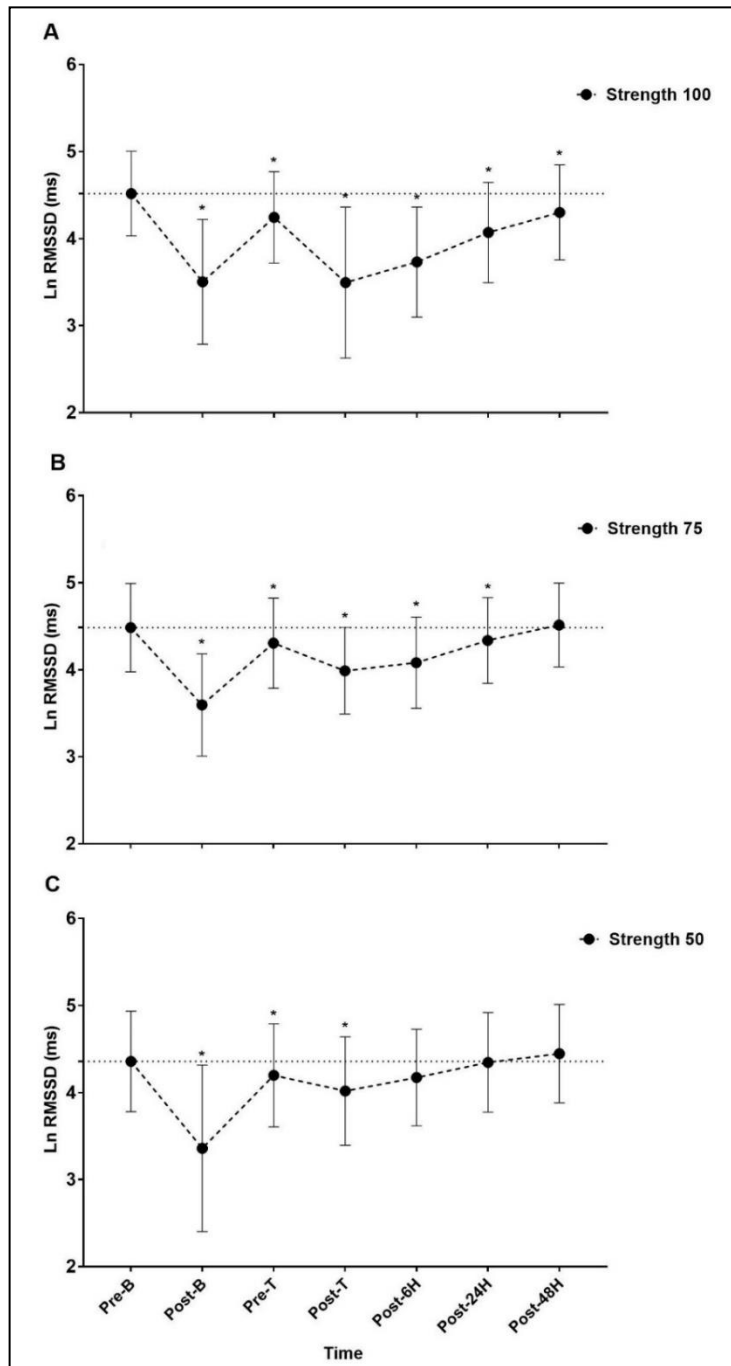 A
6
5
4
3
2
Ln RMSSD (ms)
Strength 100
* * * * * *
B
6
5
4
3
2
Ln RMSSD (ms)
Strength 75
* * * * *
C
6
5
4
3
2
Ln RMSSD (ms)
Strength 50
* * *
Pre-B
Post-B
Pre-T
Post-T
Post-6H
Post-24H
Post-48H
Time